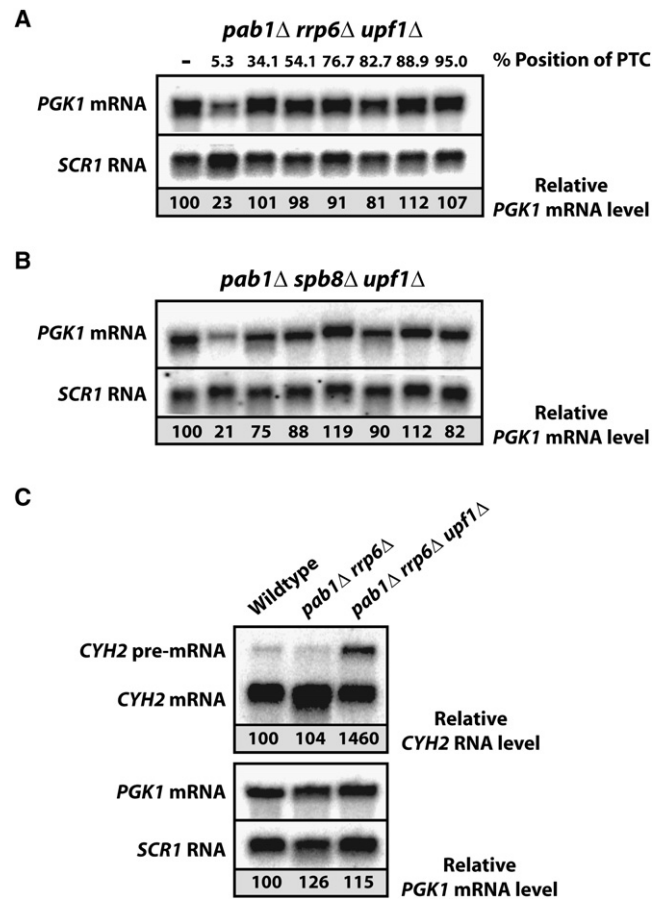 A
pab1Δ rrp6Δ upf1Δ
- 5.3 34.1 54.1 76.7 82.7 88.9 95.0 % Position of PTC
PGK1 mRNA
SCR1 RNA
100 23 101 98 91 81 112 107
Relative
PGK1 mRNA level
B
pab1Δ spb8Δ upf1Δ
PGK1 mRNA
SCR1 RNA
100 21 75 88 119 90 112 82
Relative
PGK1 mRNA level
C
Wildtype
pab1Δ rrp6Δ
pab1Δ rrp6Δ upf1Δ
CYH2 pre-mRNA
CYH2 mRNA
100 104 1460
Relative
CYH2 RNA level
PGK1 mRNA
SCR1 RNA
100 126 115
Relative
PGK1 mRNA level